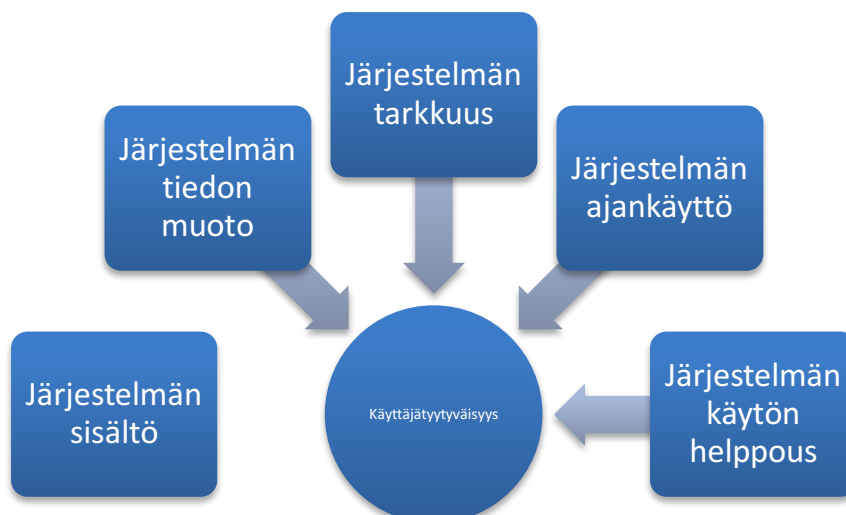 Järjestelmän
tarkkuus
Järjestelmän
tiedon
muoto
Järjestelmän
ajankäyttö
Järjestelmän
sisältö
Käyttäjätyytyväisyys
Järjestelmän
käytön
helppous